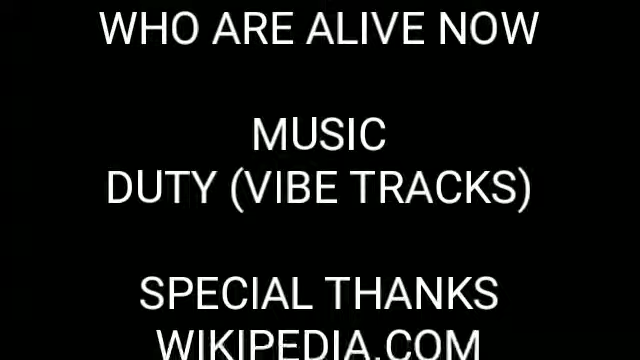 WHO ARE ALIVE NOW
MUSIC
DUTY (VIBE TRACKS)
SPECIAL THANKS
WIKIPEDIA.COM